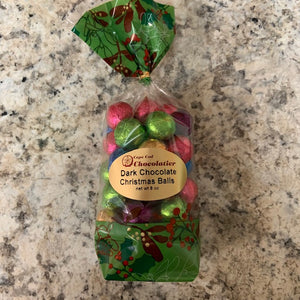 Cape Cod
Chocolatier
Dark Chocolate
Christmas Balls
net wt 8 oz